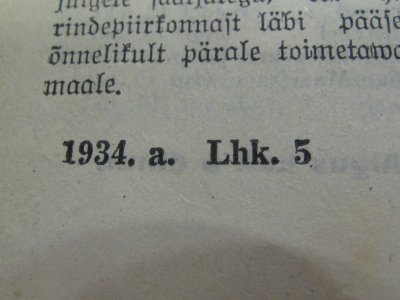 rindepiirkonnast läbi pääse
õnnelikult pärale toimetawa
maale.
1934. a. Lhk. 5